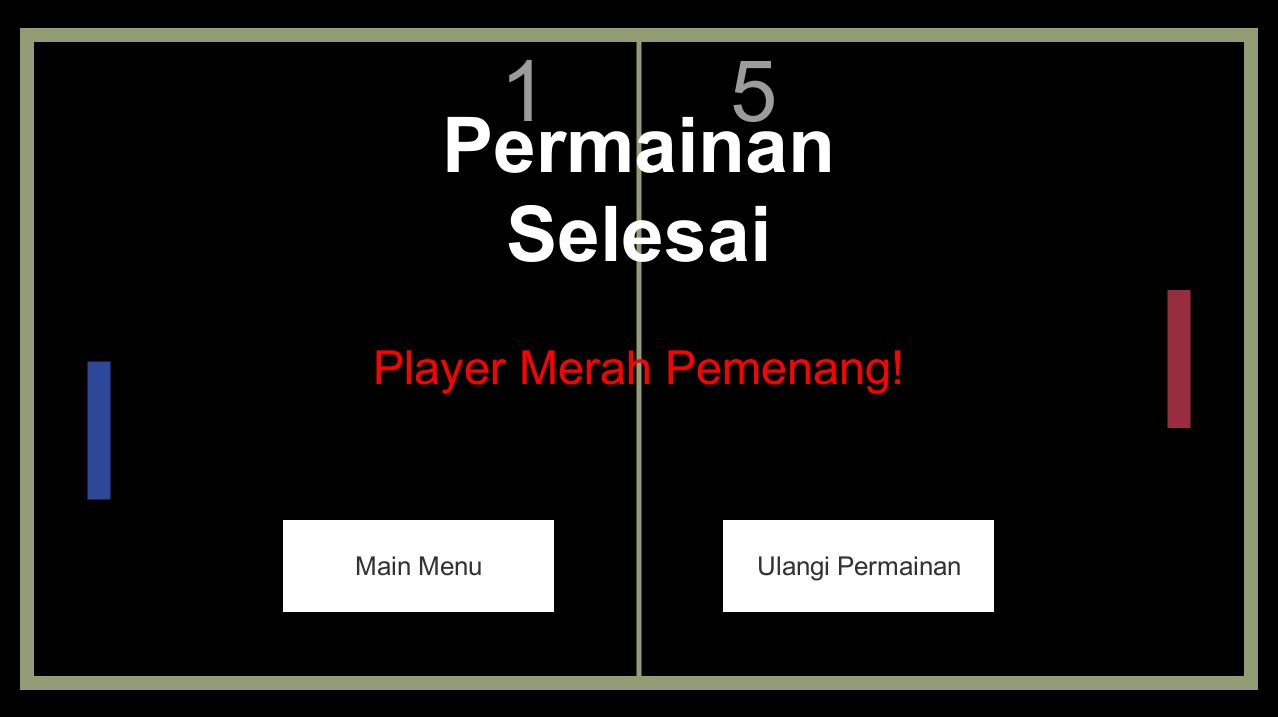 1 5
Permainan
Selesai
Player Merah Pemenang!
Main Menu
Ulangi Permainan